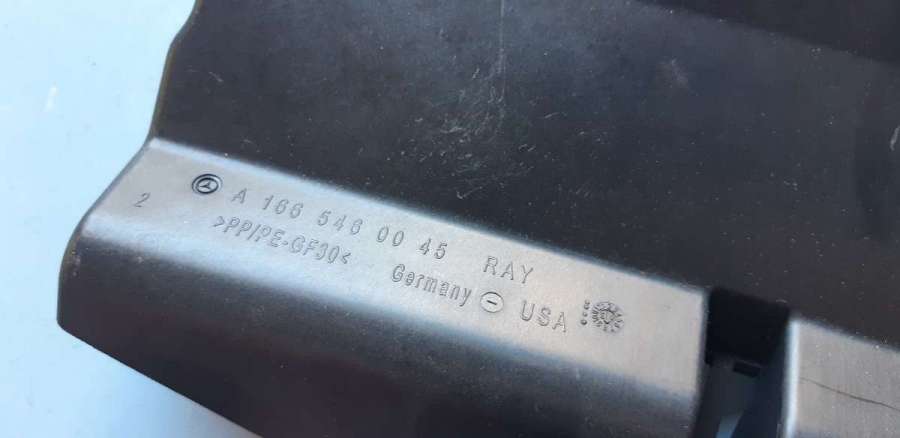 A 166 546 00 45 RAY
2
>PP/PE-GF30<
Germany USA